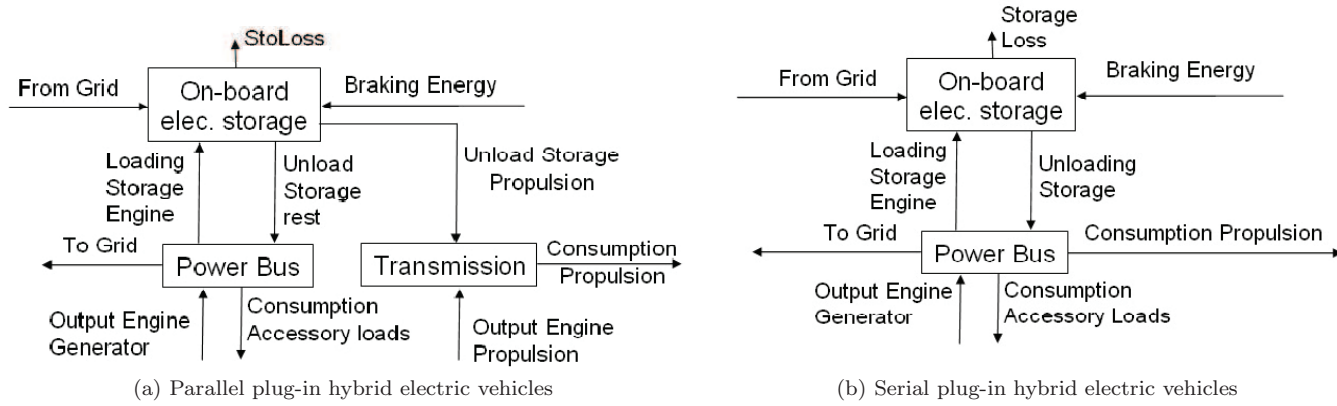 StoLoss
From Grid
On-board
elec. storage
Braking Energy
Loading
Storage
Engine
Unload
Storage
rest
Unload Storage
Propulsion
To Grid
Power Bus
Transmission
Consumption
Propulsion
Output Engine
Generator
Consumption
Accessory loads
Output Engine
Propulsion
(a) Parallel plug-in hybrid electric vehicles
Storage
Loss
From Grid
On-board
elec. storage
Braking Energy
Loading
Storage
Engine
Unloading
Storage
To Grid
Power Bus
Consumption Propulsion
Output Engine
Generator
Consumption
Accessory Loads
(b) Serial plug-in hybrid electric vehicles